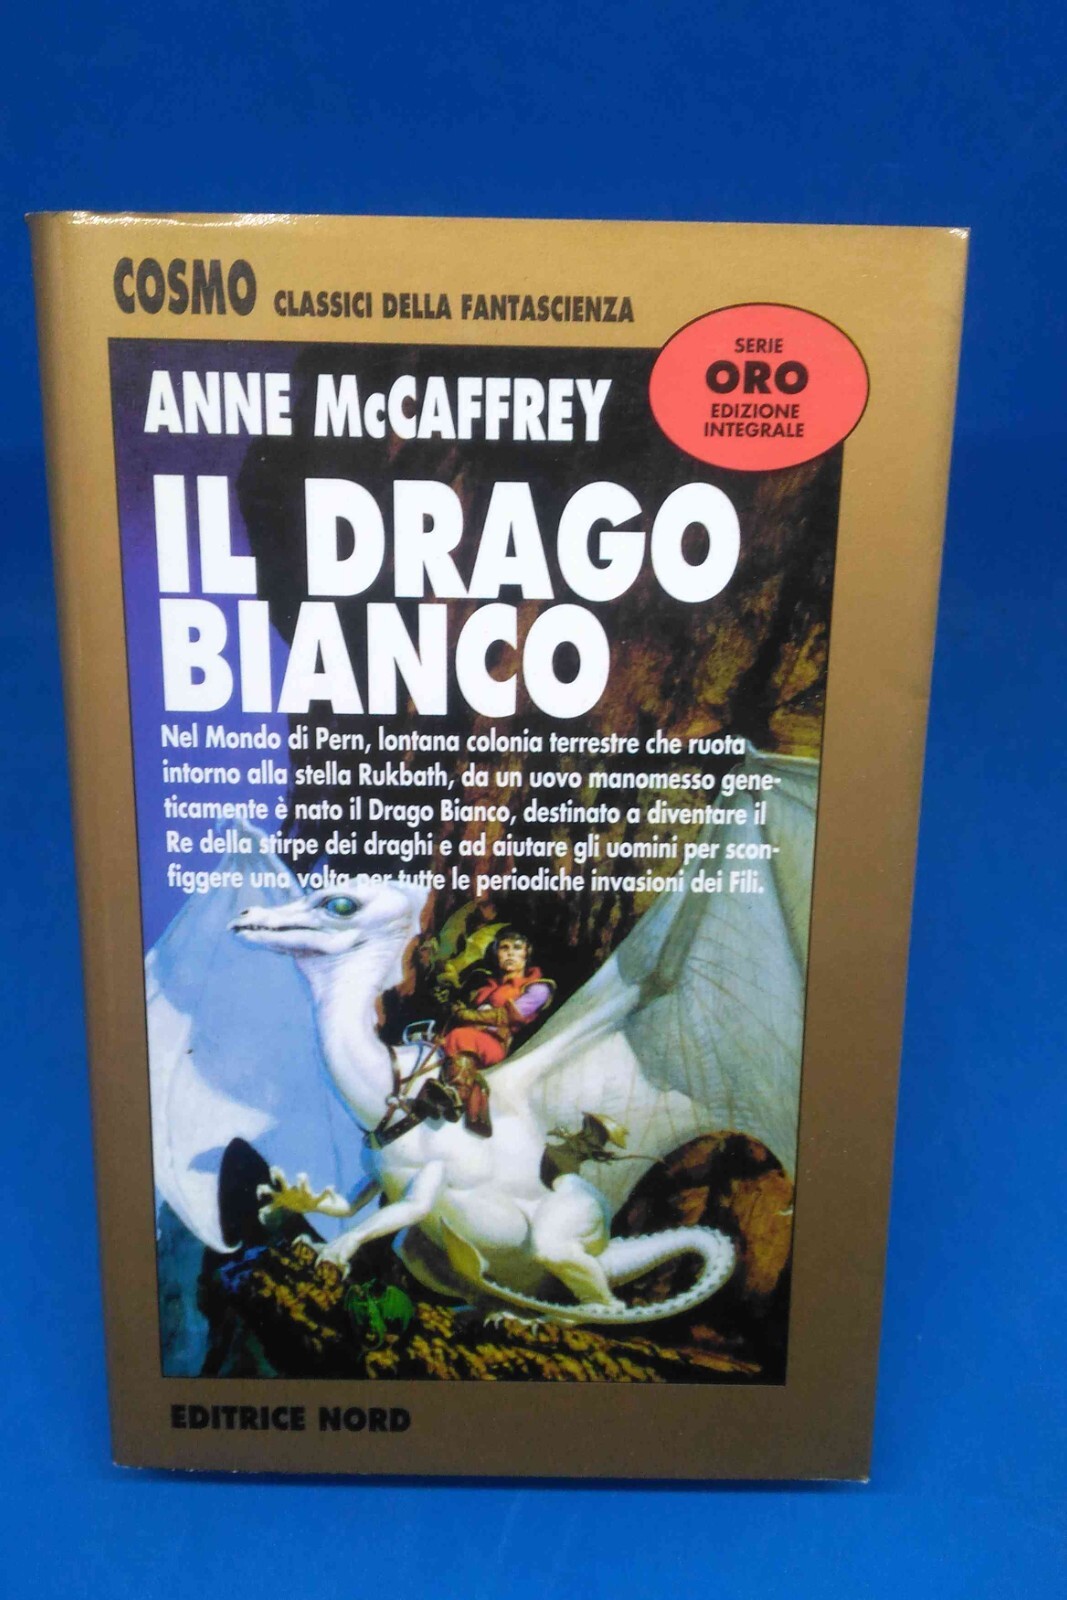 COSMO CLASSICI DELLA FANTASCIENZA
SERIE
ORO
EDIZIONE
INTEGRALE
ANNE McCAFFREY
IL DRAGO
BIANCO
Nel Mondo di Pern, lontana colonia terrestre che ruota
intorno alla stella Rukbath, da un uovo manomesso gene-
ticamente è nato il Drago Bianco, destinato a diventare il
Re della stirpe dei draghi e ad aiutare gli uomini per scon-
figgere una volta per tutte le periodiche invasioni dei Fili.
EDITRICE NORD